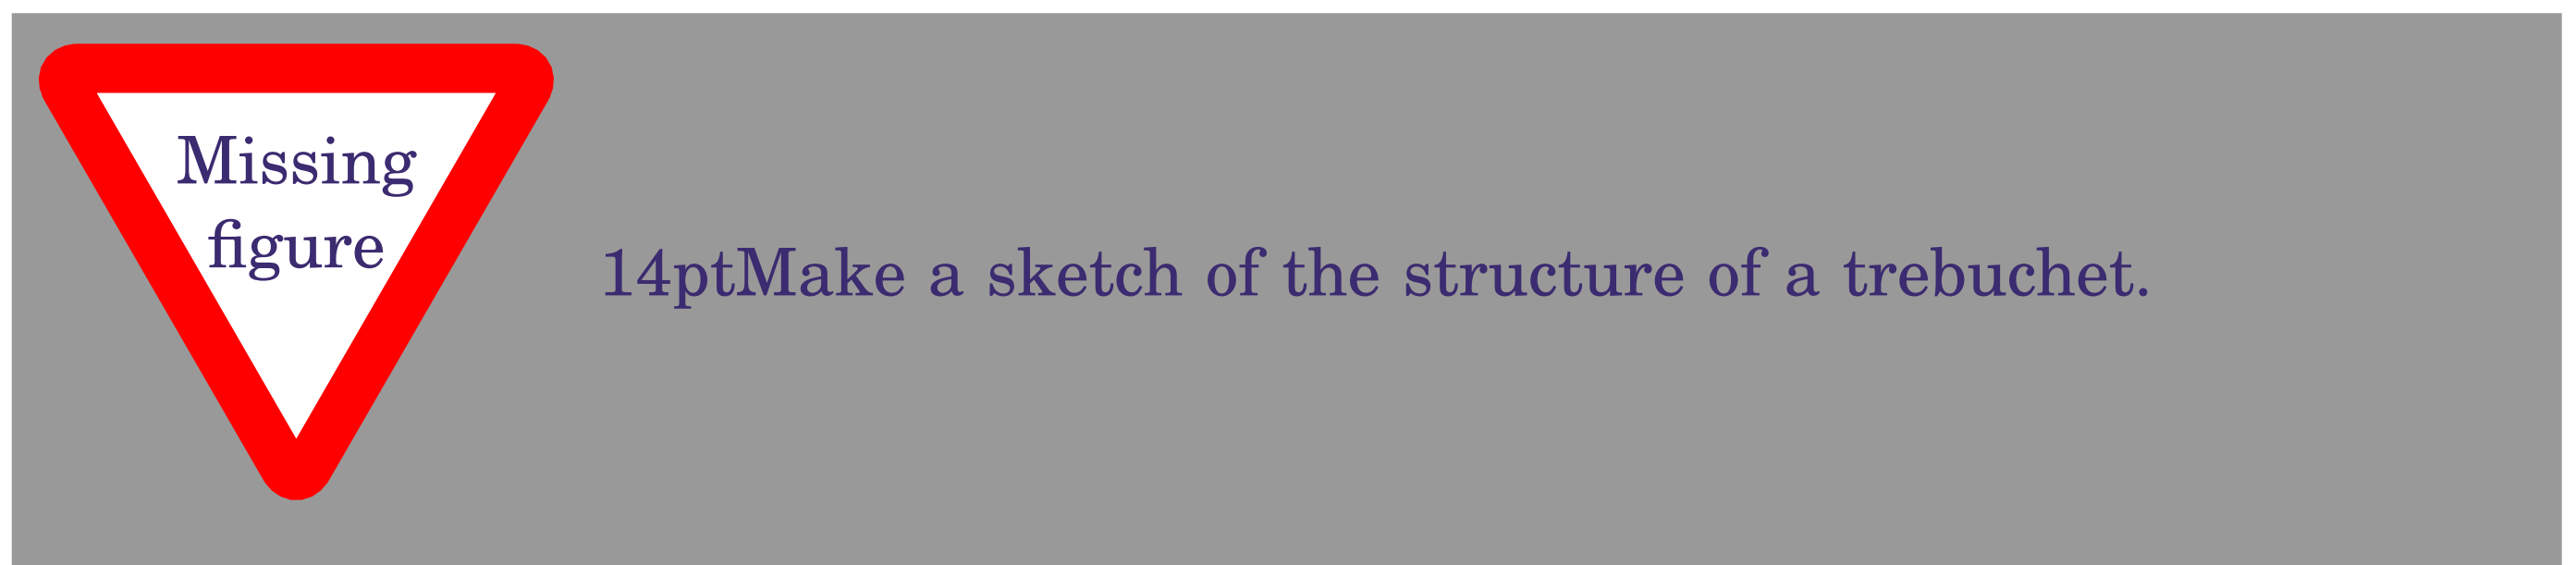 Missing
figure
14ptMake a sketch of the structure of a trebuchet.